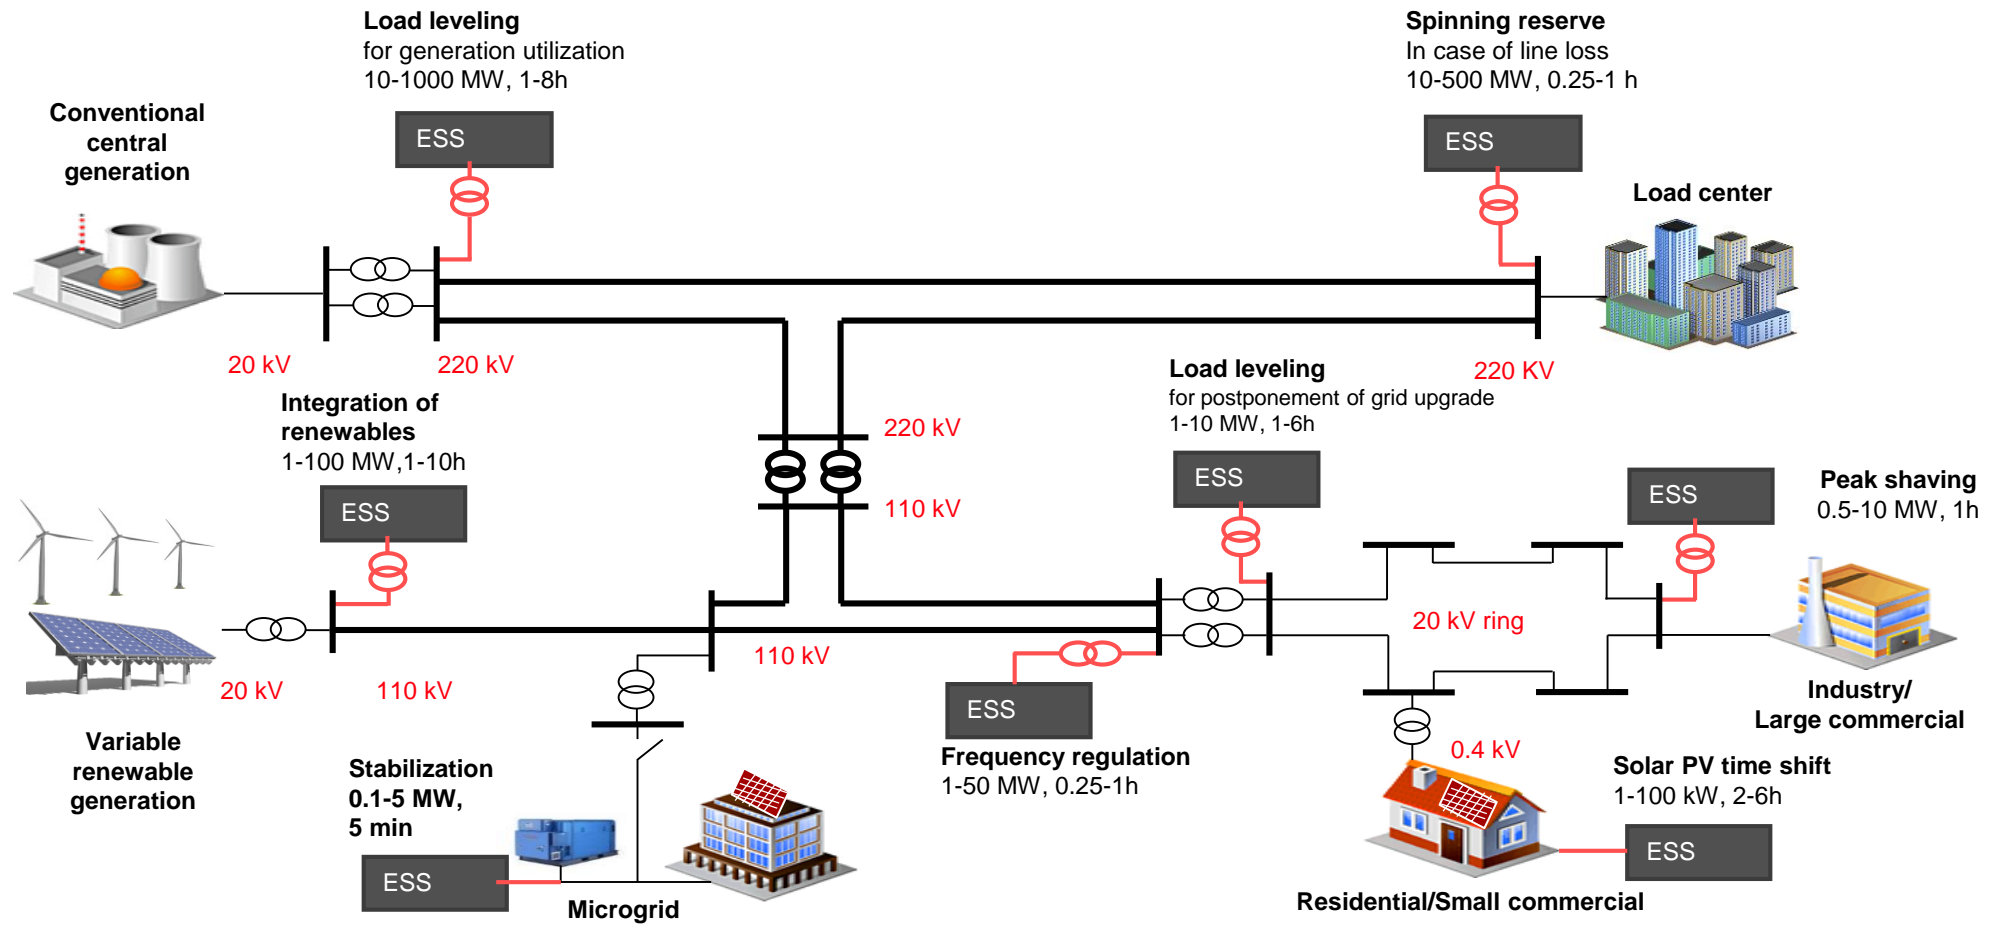 Load leveling
for generation utilization
10-1000 MW, 1-8h
ESS
Spinning reserve
In case of line loss
10-500 MW, 0.25-1 h
ESS
Conventional
central
generation
Load center
20 kV
220 kV
220 KV
Integration of
renewables
1-100 MW,1-10h
ESS
220 kV
110 kV
Load leveling
for postponement of grid upgrade
1-10 MW, 1-6h
ESS
ESS
Peak shaving
0.5-10 MW, 1h
20 kV ring
20 kV
110 kV
110 kV
Variable
renewable
generation
ESS
Frequency regulation
1-50 MW, 0.25-1h
Industry/
Large commercial
0.4 kV
Stabilization
0.1-5 MW,
5 min
ESS
Microgrid
Solar PV time shift
1-100 kW, 2-6h
ESS
Residential/Small commercial